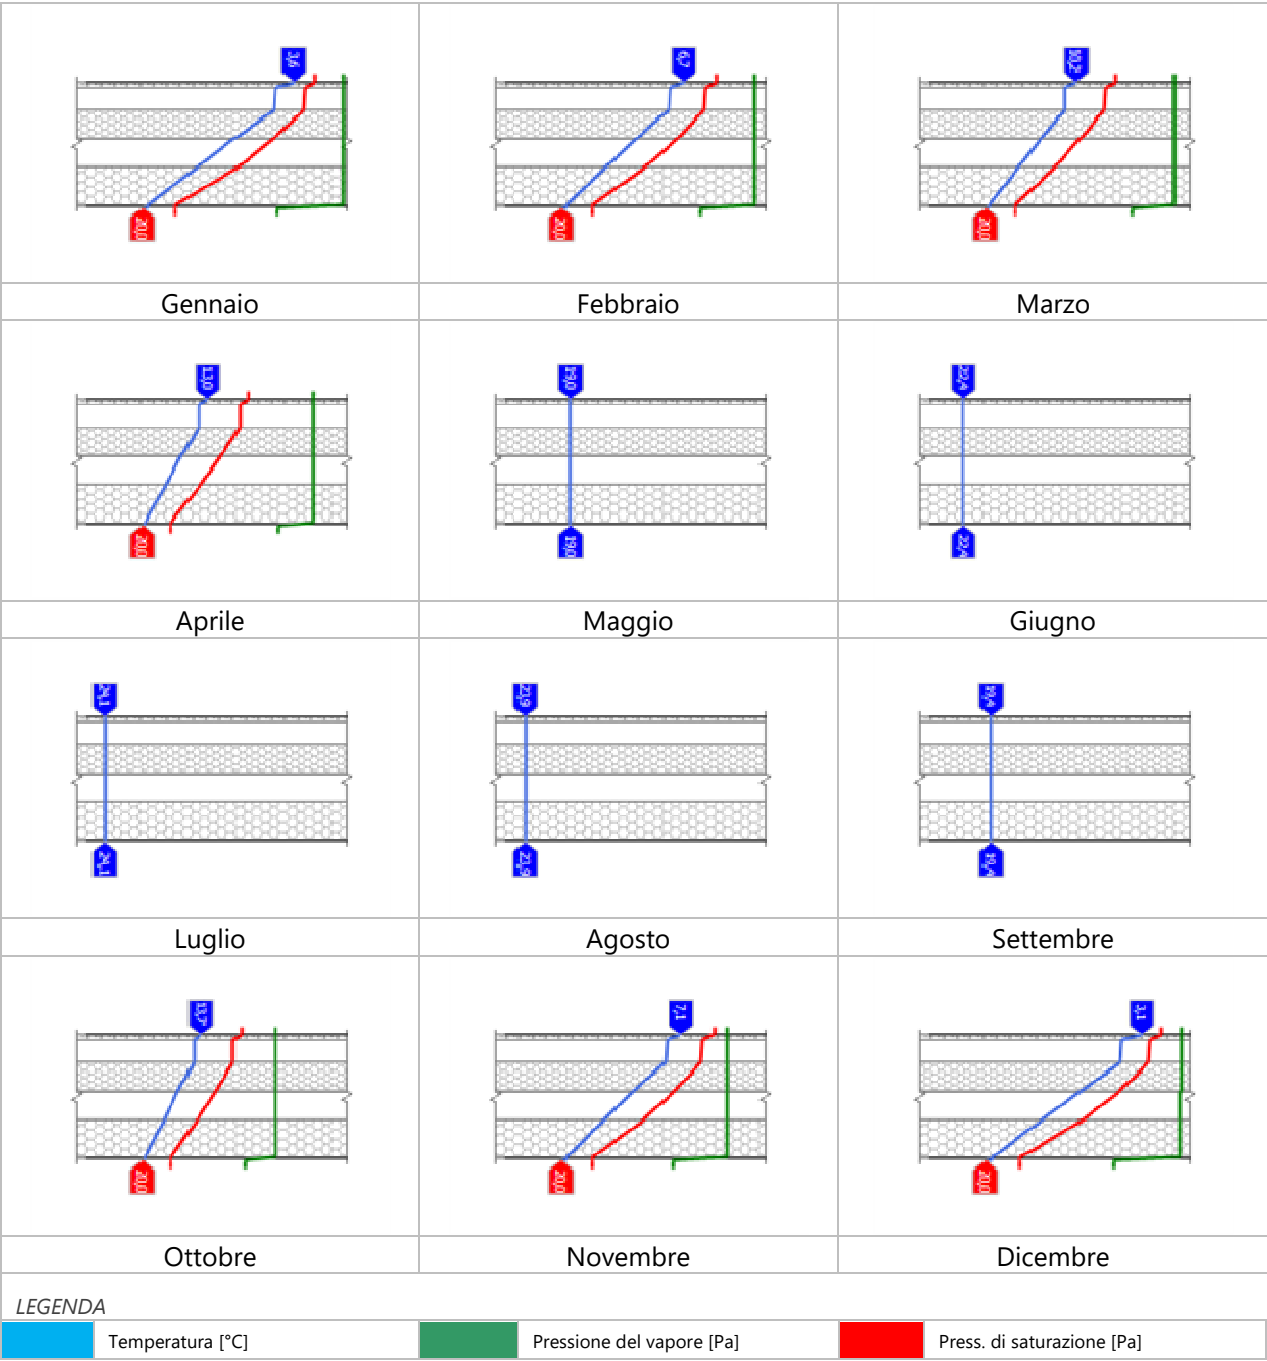 3,6
6,7
10,2
20,0
20,0
20,0
Gennaio
Febbraio
Marzo
13,0
19,0
22,4
20,0
19,0
22,4
Aprile
Maggio
Giugno
24,1
23,9
19,4
24,1
23,9
19,4
Luglio
Agosto
Settembre
13,7
7,1
3,1
20,0
20,0
20,0
Ottobre
Novembre
Dicembre
LEGENDA
Temperatura [°C]
Pressione del vapore [Pa]
Press. di saturazione [Pa]